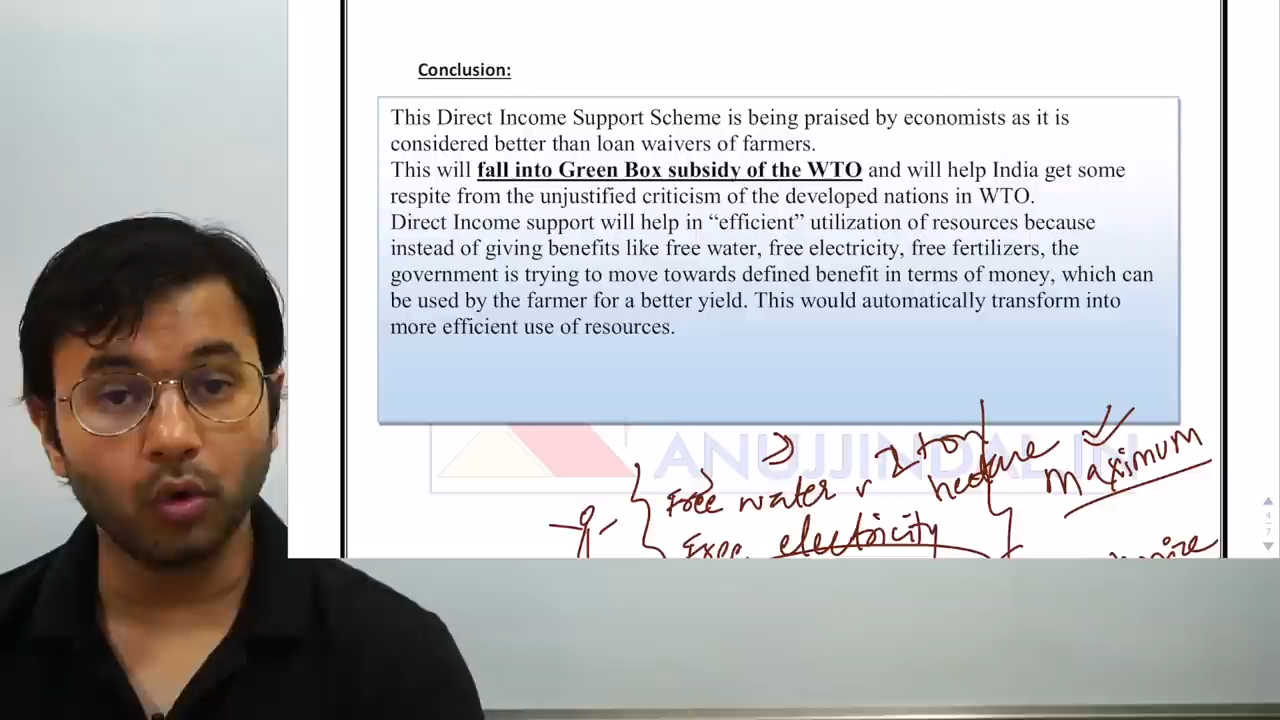 Conclusion:
This Direct Income Support Scheme is being praised by economists as it is
considered better than loan waivers of farmers.
This will fall into Green Box subsidy of the WTO and will help India get some
respite from the unjustified criticism of the developed nations in WTO.
Direct Income support will help in “efficient” utilization of resources because
instead of giving benefits like free water, free electricity, free fertilizers, the
government is trying to move towards defined benefit in terms of money, which can
be used by the farmer for a better yield. This would automatically transform into
more efficient use of resources.
ANUJJINDAL.IN
2 ton/
hectare
Maximum
Free water
electricity
4
7